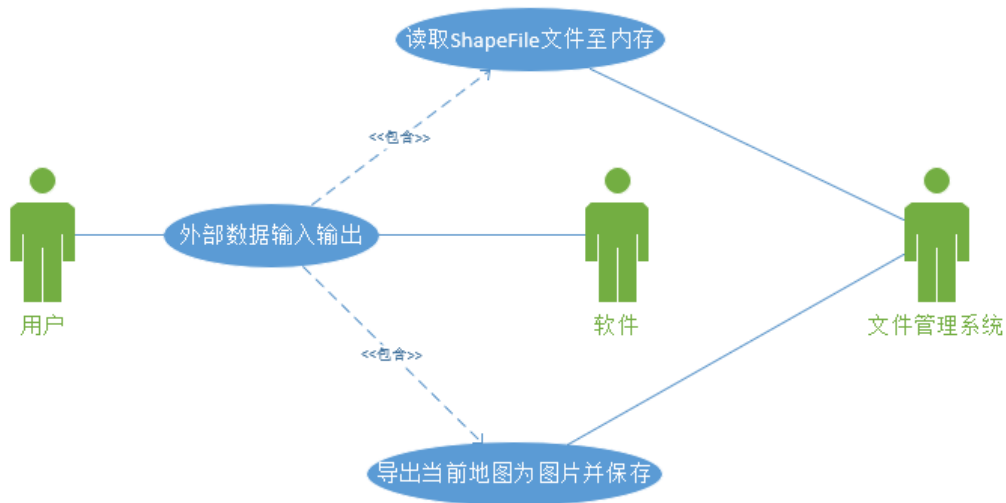 读取ShapeFile文件至内存
<<包含>>
外部数据输入输出
用户
软件
文件管理系统
<<包含>>
导出当前地图为图片并保存